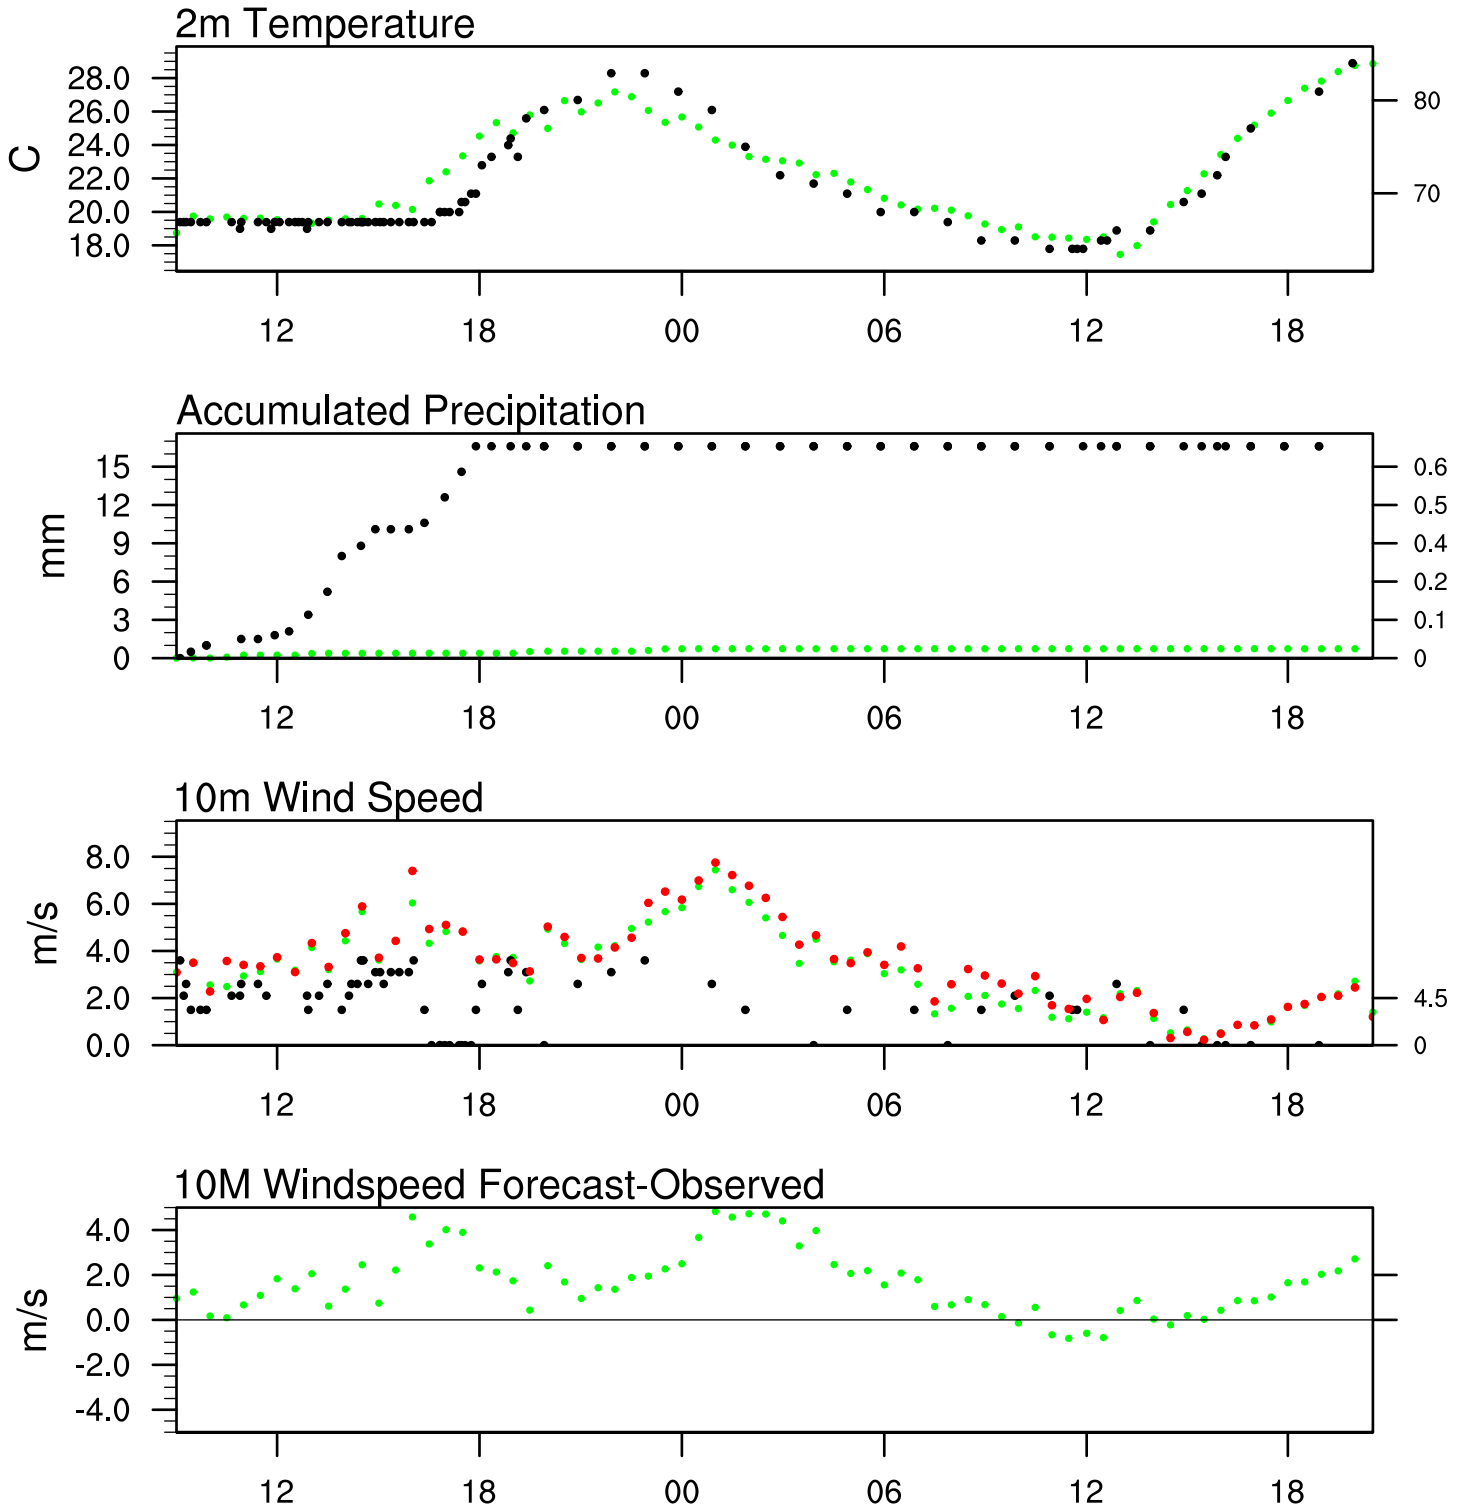 2m Temperature
28.0
26.0
24.0
22.0
20.0
18.0
C
80
70
12 18 00 06 12 18
Accumulated Precipitation
15
12
9
6
3
0
mm
0.6
0.5
0.4
0.2
0.1
0
12 18 00 06 12 18
10m Wind Speed
8.0
6.0
4.0
2.0
0.0
m/s
4.5
0
12 18 00 06 12 18
10M Windspeed Forecast-Observed
4.0
2.0
0.0
-2.0
-4.0
m/s
12 18 00 06 12 18